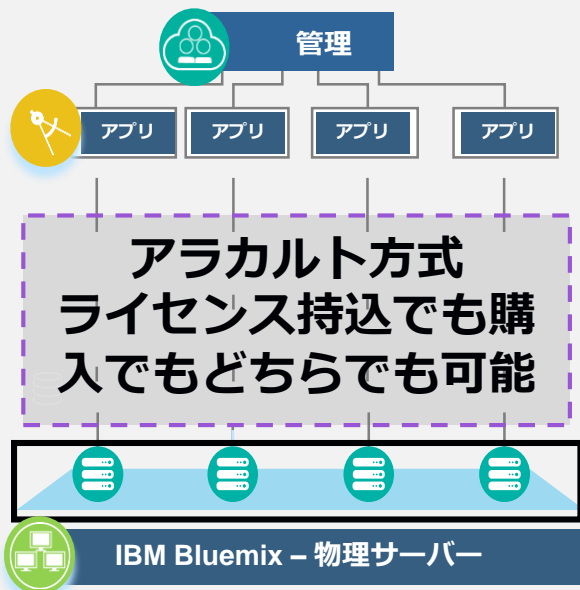 管理
アプリ
アプリ
アプリ
アプリ
アラカルト方式
ライセンス持込でも購
入でもどちらでも可能
IBM Bluemix – 物理サーバー